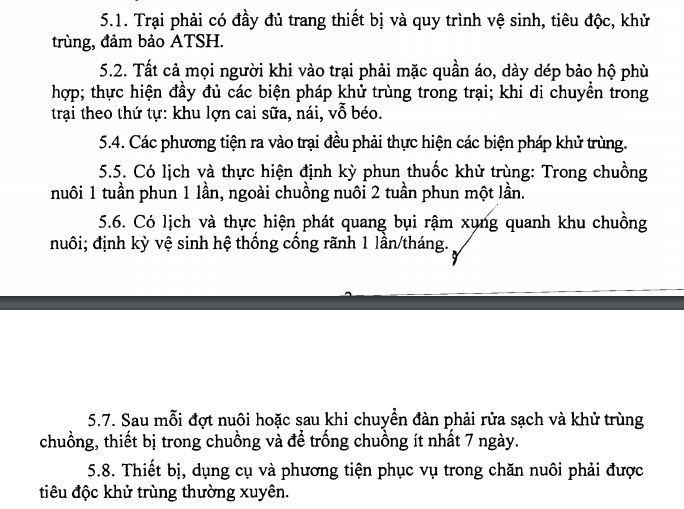 5.1. Trại phải có đầy đủ trang thiết bị và quy trình vệ sinh, tiêu độc, khử
trùng, đảm bảo ATSH.
5.2. Tất cả mọi người khi vào trại phải mặc quần áo, dày dép bảo hộ phù
hợp; thực hiện đầy đủ các biện pháp khử trùng trong trại; khi di chuyển trong
trại theo thứ tự: khu lợn cai sữa, nái, vỗ béo.
5.4. Các phương tiện ra vào trại đều phải thực hiện các biện pháp khử trùng.
5.5. Có lịch và thực hiện định kỳ phun thuốc khử trùng: Trong chuồng
nuôi 1 tuần phun 1 lần, ngoài chuồng nuôi 2 tuần phun một lần.
5.6. Có lịch và thực hiện phát quang bụi rậm xung quanh khu chuồng
nuôi; định kỳ vệ sinh hệ thống cống rãnh 1 lần/tháng.
5.7. Sau mỗi đợt nuôi hoặc sau khi chuyển đàn phải rửa sạch và khử trùng
chuồng, thiết bị trong chuồng và để trống chuồng ít nhất 7 ngày.
5.8. Thiết bị, dụng cụ và phương tiện phục vụ trong chăn nuôi phải được
tiêu độc khử trùng thường xuyên.